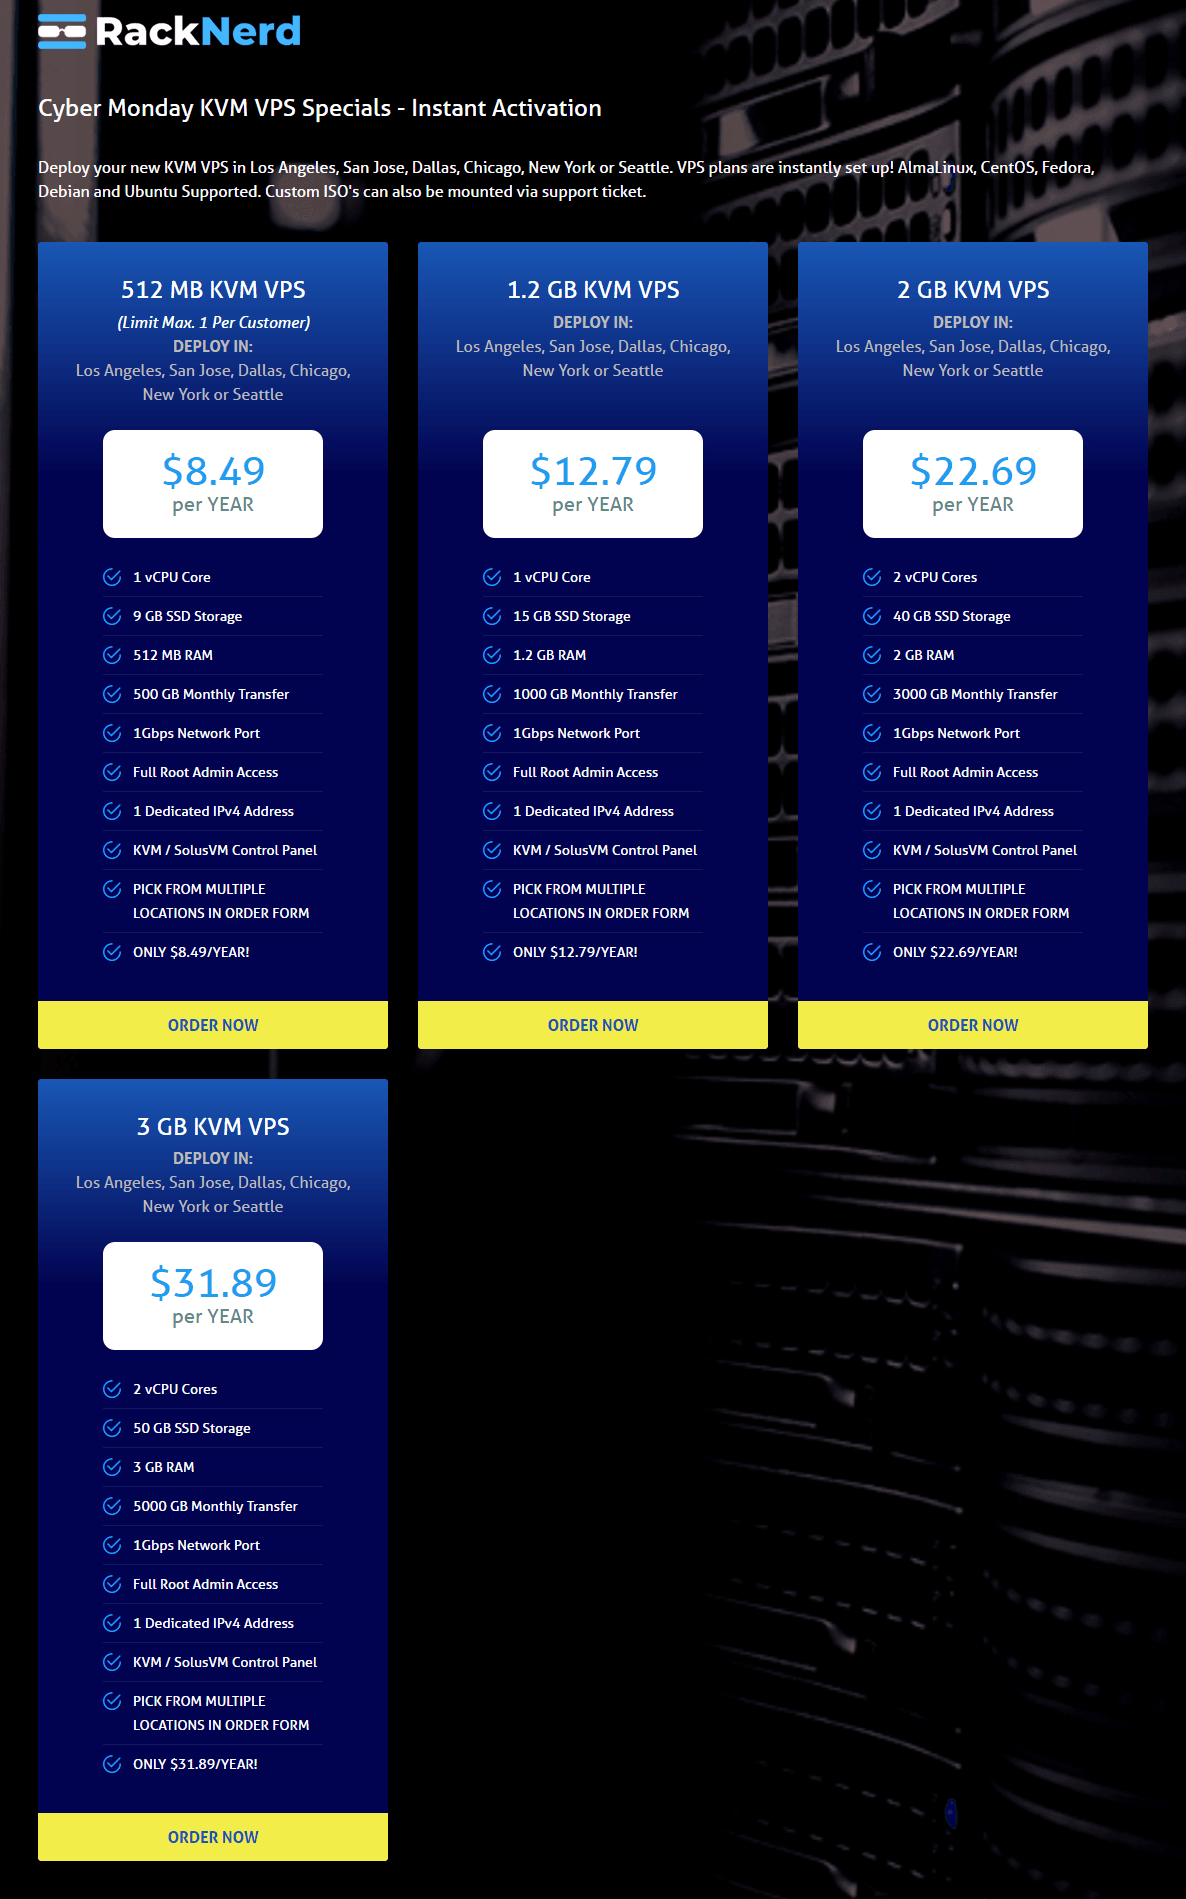 RackNerd
Cyber Monday KVM VPS Specials - Instant Activation
Deploy your new KVM VPS in Los Angeles, San Jose, Dallas, Chicago, New York or Seattle. VPS plans are instantly set up! AlmaLinux, CentOS, Fedora,
Debian and Ubuntu Supported. Custom ISO's can also be mounted via support ticket.
512 MB KVM VPS
(Limit Max. 1 Per Customer)
DEPLOY IN:
Los Angeles, San Jose, Dallas, Chicago,
New York or Seattle
$8.49
per YEAR
1 vCPU Core
9 GB SSD Storage
512 MB RAM
500 GB Monthly Transfer
1Gbps Network Port
Full Root Admin Access
1 Dedicated IPv4 Address
KVM / SolusVM Control Panel
PICK FROM MULTIPLE
LOCATIONS IN ORDER FORM
ONLY $8.49/YEAR!
ORDER NOW
1.2 GB KVM VPS
DEPLOY IN:
Los Angeles, San Jose, Dallas, Chicago,
New York or Seattle
$12.79
per YEAR
1 vCPU Core
15 GB SSD Storage
1.2 GB RAM
1000 GB Monthly Transfer
1Gbps Network Port
Full Root Admin Access
1 Dedicated IPv4 Address
KVM / SolusVM Control Panel
PICK FROM MULTIPLE
LOCATIONS IN ORDER FORM
ONLY $12.79/YEAR!
ORDER NOW
2 GB KVM VPS
DEPLOY IN:
Los Angeles, San Jose, Dallas, Chicago,
New York or Seattle
$22.69
per YEAR
2 vCPU Cores
40 GB SSD Storage
2 GB RAM
3000 GB Monthly Transfer
1Gbps Network Port
Full Root Admin Access
1 Dedicated IPv4 Address
KVM / SolusVM Control Panel
PICK FROM MULTIPLE
LOCATIONS IN ORDER FORM
ONLY $22.69/YEAR!
ORDER NOW
3 GB KVM VPS
DEPLOY IN:
Los Angeles, San Jose, Dallas, Chicago,
New York or Seattle
$31.89
per YEAR
2 vCPU Cores
50 GB SSD Storage
3 GB RAM
5000 GB Monthly Transfer
1Gbps Network Port
Full Root Admin Access
1 Dedicated IPv4 Address
KVM / SolusVM Control Panel
PICK FROM MULTIPLE
LOCATIONS IN ORDER FORM
ONLY $31.89/YEAR!
ORDER NOW